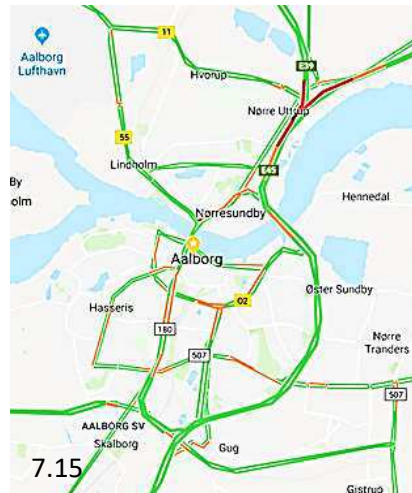 11
E39
Aalborg
Lufthavn
Hvorup
Nørre Uttrup
55
E45
Lindholm
By
olm
Hennedal
Nørresundby
Aalborg
Øster Sundby
Hasseris
02
180
Nørre
Tranders
507
507
AALBORG SV
Skalborg
Gug
7.15
Gistrup